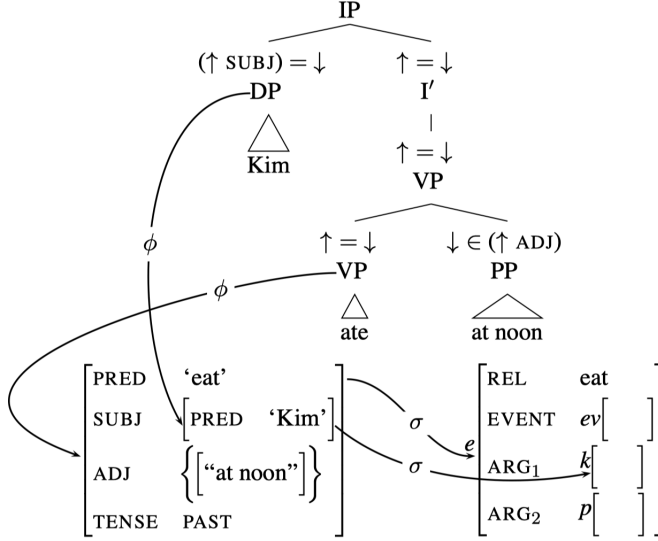 IP
(↑ SUBJ) = ↓ ↑ = ↓
DP I′
Kim ↑ = ↓
VP
ϕ ↑ = ↓ ↓ ∈ (↑ ADJ)
VP PP
ϕ
ate at noon
PRED ‘eat’ REL eat
SUBJ [PRED ‘Kim’] σ EVENT ev[ ]
e
ADJ {[“at noon”]} σ ARG₁ k[ ]
TENSE PAST ARG₂ p[ ]